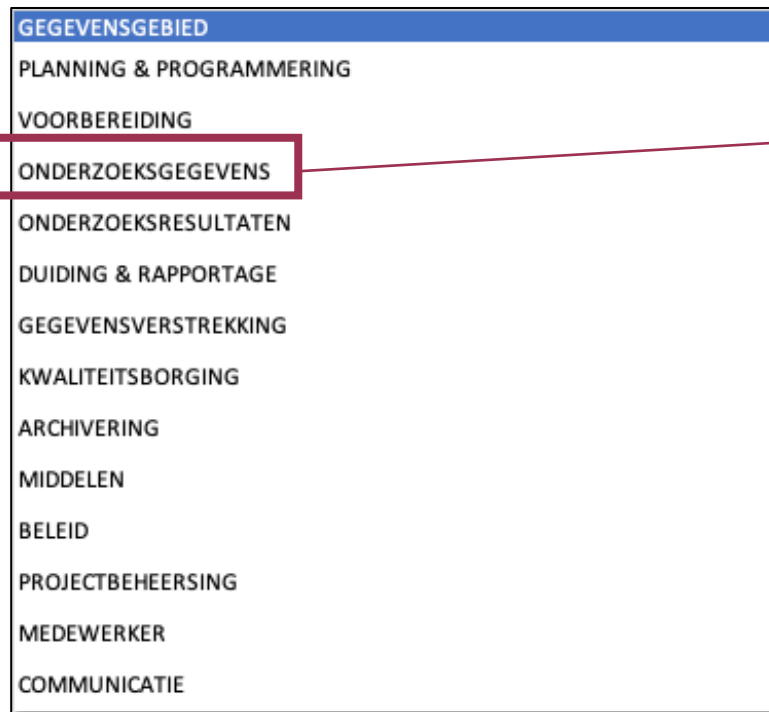 GEGEVENSGEBIED
PLANNING & PROGRAMMERING
VOORBEREIDING
ONDERZOEKSGEGEVENS
ONDERZOEKSRESULTATEN
DUIDING & RAPPORTAGE
GEGEVENSVERSTREKKING
KWALITEITSBORGING
ARCHIVERING
MIDDELEN
BELEID
PROJECTBEHEERSING
MEDEWERKER
COMMUNICATIE